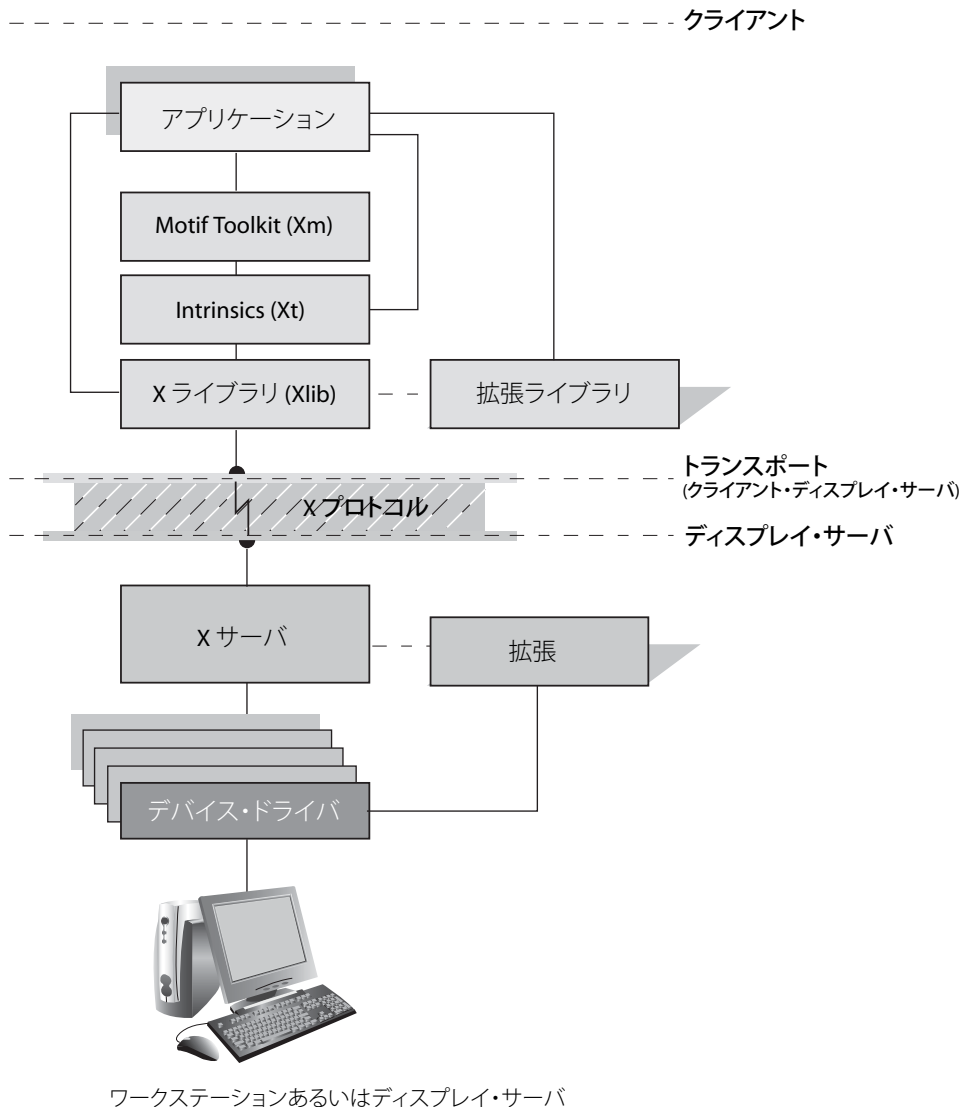 クライアント
アプリケーション
Motif Toolkit (Xm)
Intrinsics (Xt)
X ライブラリ (Xlib)
拡張ライブラリ
トランスポート
(クライアント・ディスプレイ・サーバ)
X プロトコル
ディスプレイ・サーバ
X サーバ
拡張
デバイス・ドライバ
ワークステーションあるいはディスプレイ・サーバ